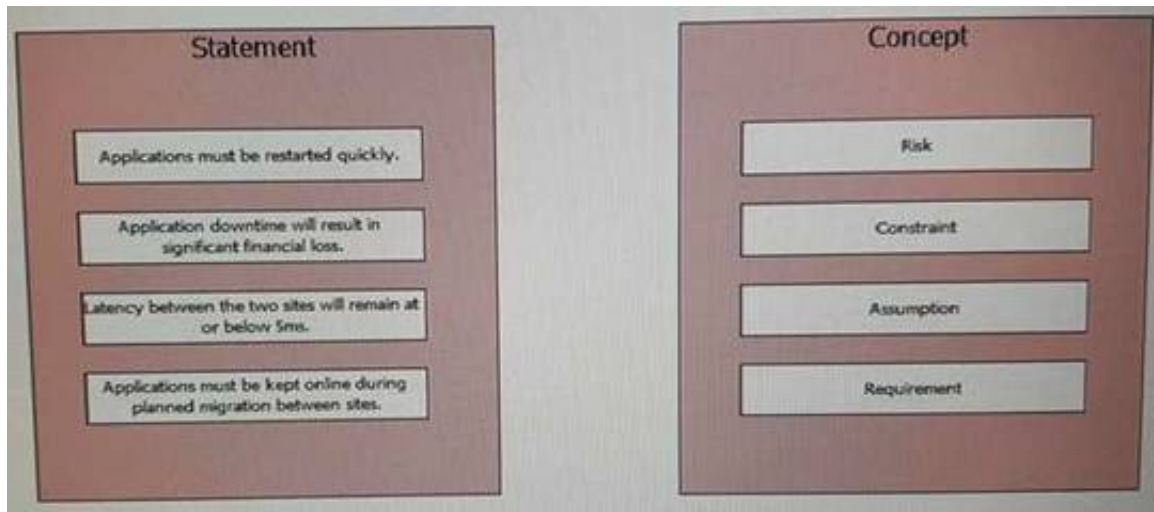 Statement
Applications must be restarted quickly.
Application downtime will result in
significant financial loss.
Latency between the two sites will remain at
or below 5ms.
Applications must be kept online during
planned migration between sites.
Concept
Risk
Constraint
Assumption
Requirement